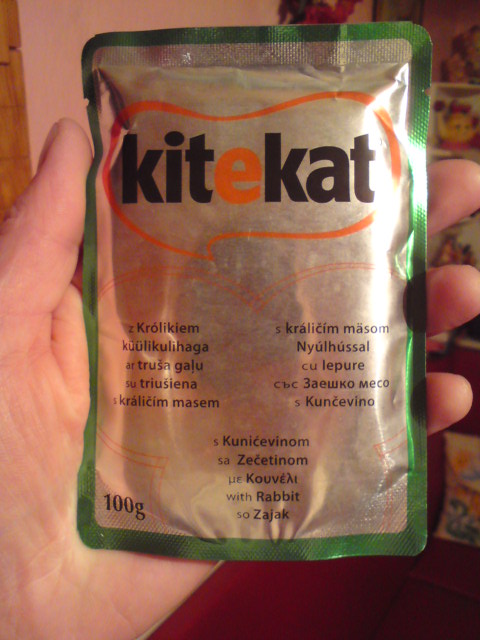 kitekat
z Królikiem
küülikulihaga
ar truša gaļu
su triušiena
s králičím masem
s králičím mäsom
Nyúlhússal
cu Iepure
със Заешко месо
s Kunčevino
s Kunićevinom
sa Zečetinom
με Κουνέλι
with Rabbit
so Zajak
100g